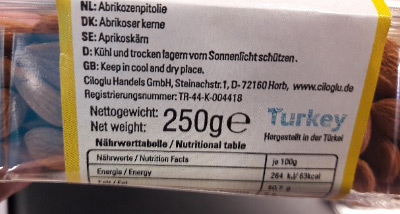 NL: Abrikozenpitolie
DK: Abrikoser kerne
SE: Aprikoskärn
D: Kühl und trocken lagern vom Sonnenlicht schützen.
GB: Keep in cool and dry place.
Ciloglu Handels GmbH, Steinachstr.1, D-72160 Horb, www.ciloglu.de
Registrierungsnummer: TR-44-K-004418
Nettogewicht: 250g e Turkey
Net weight: Hergestellt in der Türkei
Nährwerttabelle / Nutritional table
Nährwerte / Nutrition Facts je 100g
Energie / Energy 264 kJ/ 63kcal
Fett / Fat